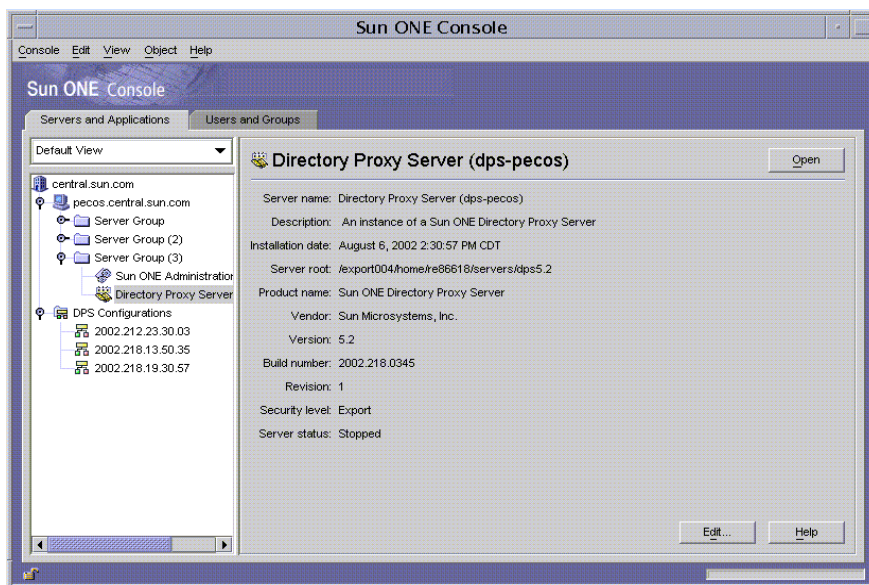 Sun ONE Console
Console Edit View Object Help
Sun ONE Console
Servers and Applications Users and Groups
Default View
central.sun.com
pecos.central.sun.com
Server Group
Server Group (2)
Server Group (3)
Sun ONE Administration
Directory Proxy Server
DPS Configurations
2002.212.23.30.03
2002.218.13.50.35
2002.218.19.30.57
Directory Proxy Server (dps-pecos)
Open
Server name: Directory Proxy Server (dps-pecos)
Description: An instance of a Sun ONE Directory Proxy Server
Installation date: August 6, 2002 2:30:57 PM CDT
Server root: /export004/home/re86618/servers/dps5.2
Product name: Sun ONE Directory Proxy Server
Vendor: Sun Microsystems, Inc.
Version: 5.2
Build number: 2002.218.0345
Revision: 1
Security level: Export
Server status: Stopped
Edit... Help